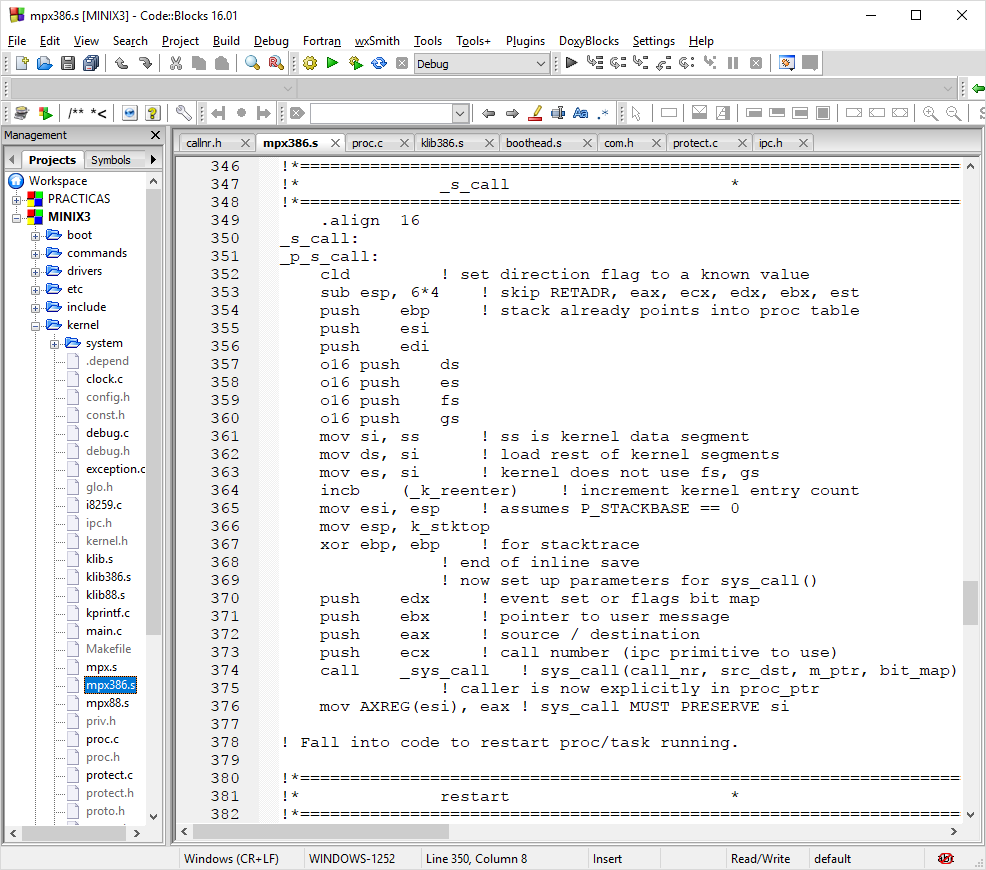 mpx386.s [MINIX3] - Code::Blocks 16.01
File Edit View Search Project Build Debug Fortran wxSmith Tools Tools+ Plugins DoxyBlocks Settings Help
Debug
/** *<
Management
callnr.h mpx386.s proc.c klib386.s boothead.s com.h protect.c ipc.h
Projects Symbols
Workspace
PRACTICAS
MINIX3
boot
commands
drivers
etc
include
kernel
system
.depend
clock.c
config.h
const.h
debug.c
debug.h
exception.c
glo.h
i8259.c
ipc.h
kernel.h
klib.s
klib386.s
klib88.s
kprintf.c
main.c
Makefile
mpx.s
mpx386.s
mpx88.s
priv.h
proc.c
proc.h
protect.c
protect.h
proto.h
346 !*===================================================================
347 !* _s_call *
348 !*===================================================================
349 .align 16
350 _s_call:
351 _p_s_call:
352 cld ! set direction flag to a known value
353 sub esp, 6*4 ! skip RETADR, eax, ecx, edx, ebx, est
354 push ebp ! stack already points into proc table
355 push esi
356 push edi
357 o16 push ds
358 o16 push es
359 o16 push fs
360 o16 push gs
361 mov si, ss ! ss is kernel data segment
362 mov ds, si ! load rest of kernel segments
363 mov es, si ! kernel does not use fs, gs
364 incb (_k_reenter) ! increment kernel entry count
365 mov esi, esp ! assumes P_STACKBASE == 0
366 mov esp, k_stktop
367 xor ebp, ebp ! for stacktrace
368 ! end of inline save
369 ! now set up parameters for sys_call()
370 push edx ! event set or flags bit map
371 push ebx ! pointer to user message
372 push eax ! source / destination
373 push ecx ! call number (ipc primitive to use)
374 call _sys_call ! sys_call(call_nr, src_dst, m_ptr, bit_map)
375 ! caller is now explicitly in proc_ptr
376 mov AXREG(esi), eax ! sys_call MUST PRESERVE si
377
378 ! Fall into code to restart proc/task running.
379
380 !*===================================================================
381 !* restart *
382 !*===================================================================
Windows (CR+LF) WINDOWS-1252 Line 350, Column 8 Insert Read/Write default